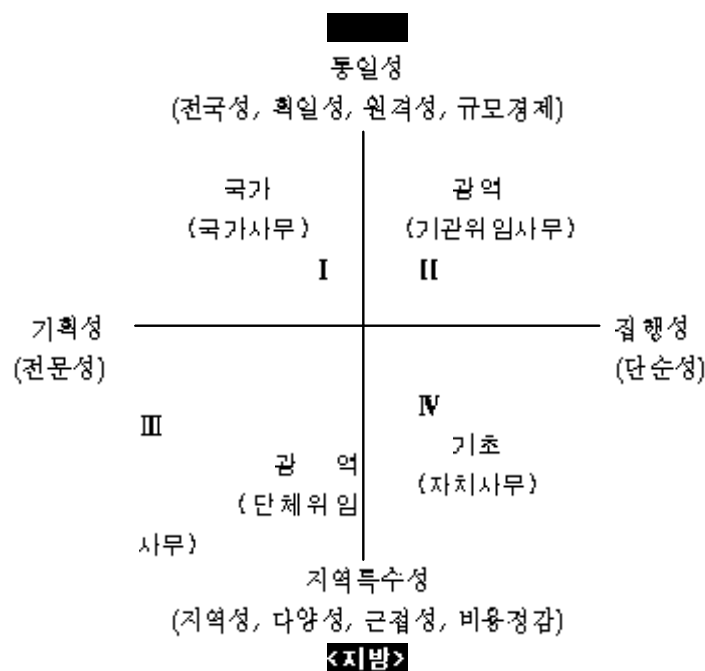 통일성
(전국성, 획일성, 원격성, 규모경제)
국가
(국가사무)
광역
(기관위임사무)
I
II
기획성
(전문성)
집행성
(단순성)
III
IV
기초
(자치사무)
광 역
(단체위임
사무)
지역특수성
(지역성, 다양성, 근접성, 비용정감)
<지방>